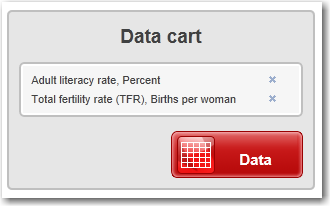 Data cart
Adult literacy rate, Percent
Total fertility rate (TFR), Births per woman
Data